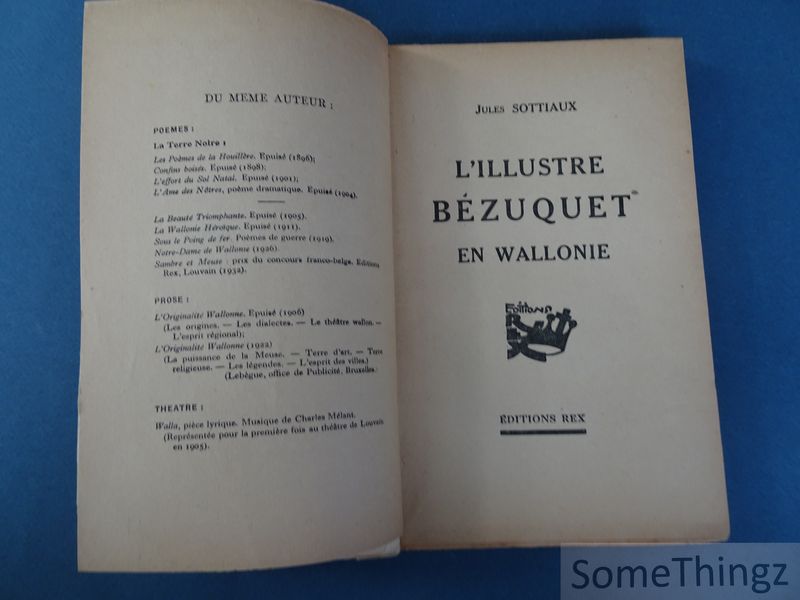 DU MEME AUTEUR :
POEMES :
La Terre Noire :
Les Poèmes de la Houillère. Epuisé (1896);
Confins boisés. Epuisé (1898);
L'effort du Sol Natal. Epuisé (1901);
L'Ame des Nôtres, poème dramatique. Epuisé (1904).
La Beauté Triomphante. Epuisé (1905).
La Wallonie Héroïque. Epuisé (1911).
Sous le Poing de fer. Poèmes de guerre (1919).
Notre-Dame de Wallonie (1926).
Sambre et Meuse : prix du concours franco-belge. Editions
Rex, Louvain (1932).
PROSE :
L'Originalité Wallonne. Epuisé (1906)
(Les origines. — Les dialectes. — Le théâtre wallon. —
L'esprit régional);
L'Originalité Wallonne (1922)
(La puissance de la Meuse. — Terre d'art. — Terre
religieuse. — Les légendes. — L'esprit des villes.)
(Lebègue, office de Publicité, Bruxelles.)
THEATRE :
Walla, pièce lyrique. Musique de Charles Mélant.
(Représentée pour la première fois au théâtre de Louvain
en 1905).
JULES SOTTIAUX
L'ILLUSTRE
BÉZUQUET
EN WALLONIE
Editions
REX
ÉDITIONS REX
SomeThingz